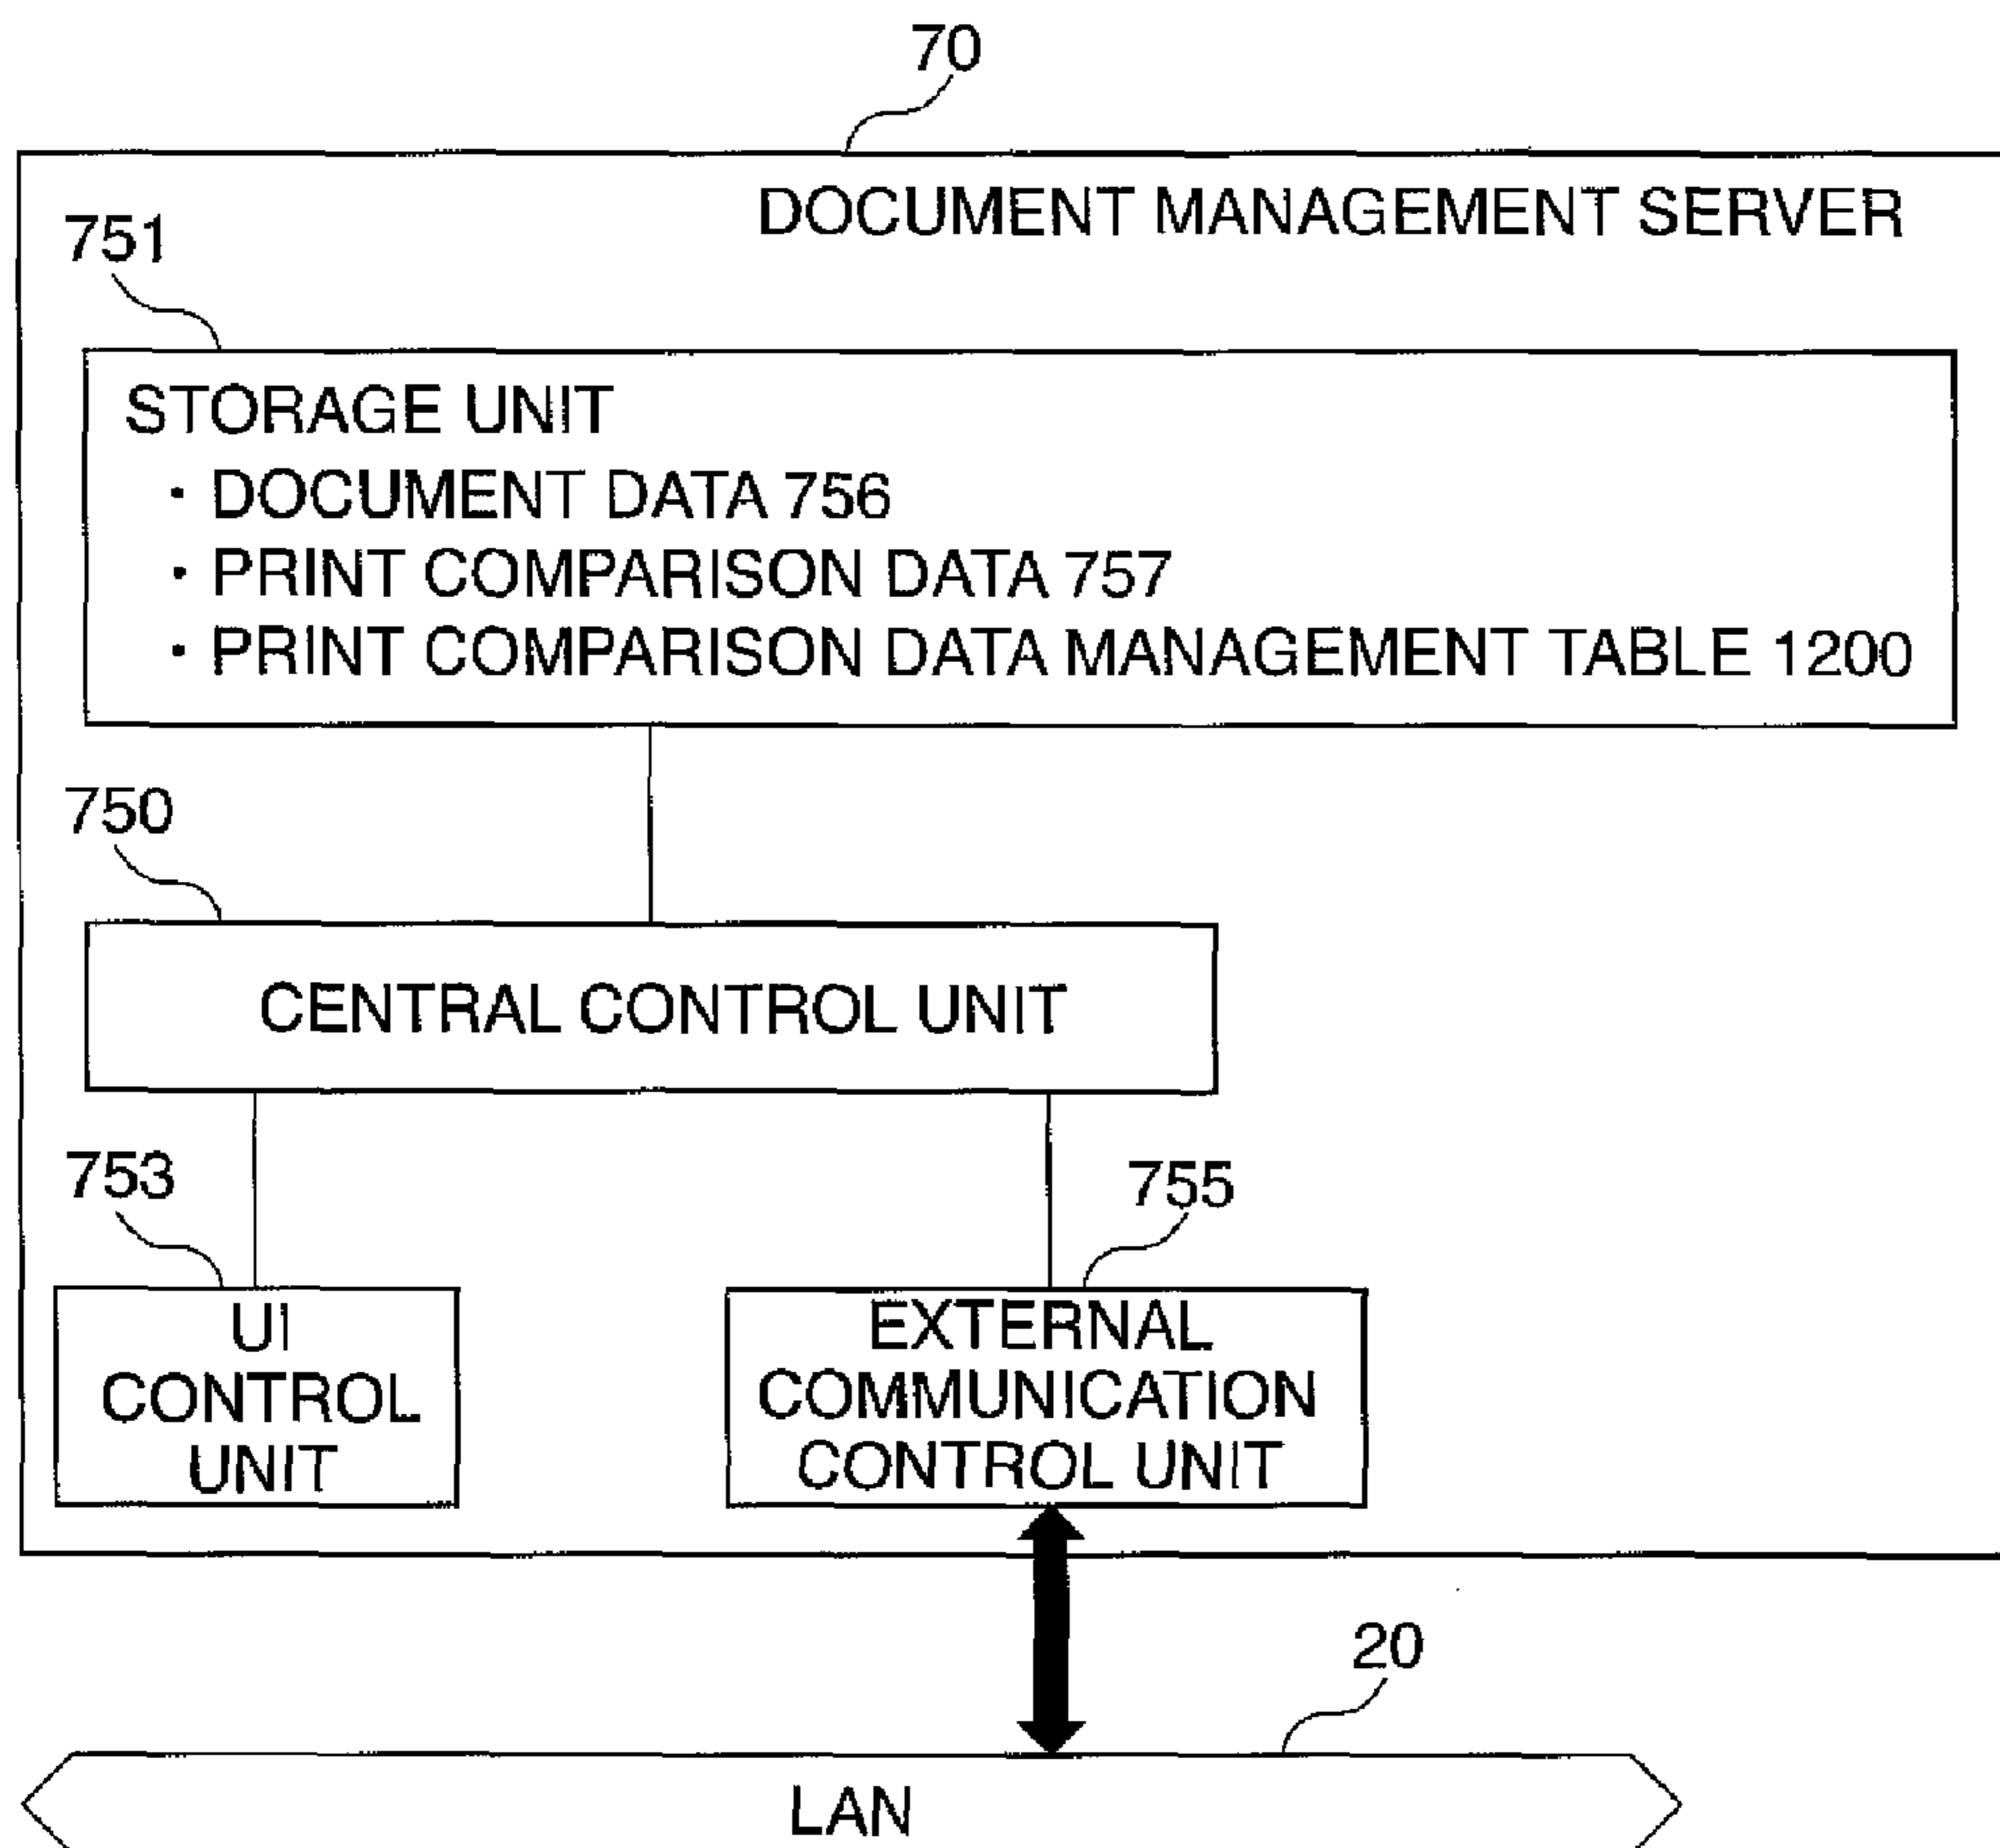 70
DOCUMENT MANAGEMENT SERVER
751
STORAGE UNIT
・ DOCUMENT DATA 756
・ PRINT COMPARISON DATA 757
・ PRINT COMPARISON DATA MANAGEMENT TABLE 1200
750
CENTRAL CONTROL UNIT
753
755
UI
CONTROL
UNIT
EXTERNAL
COMMUNICATION
CONTROL UNIT
20
LAN